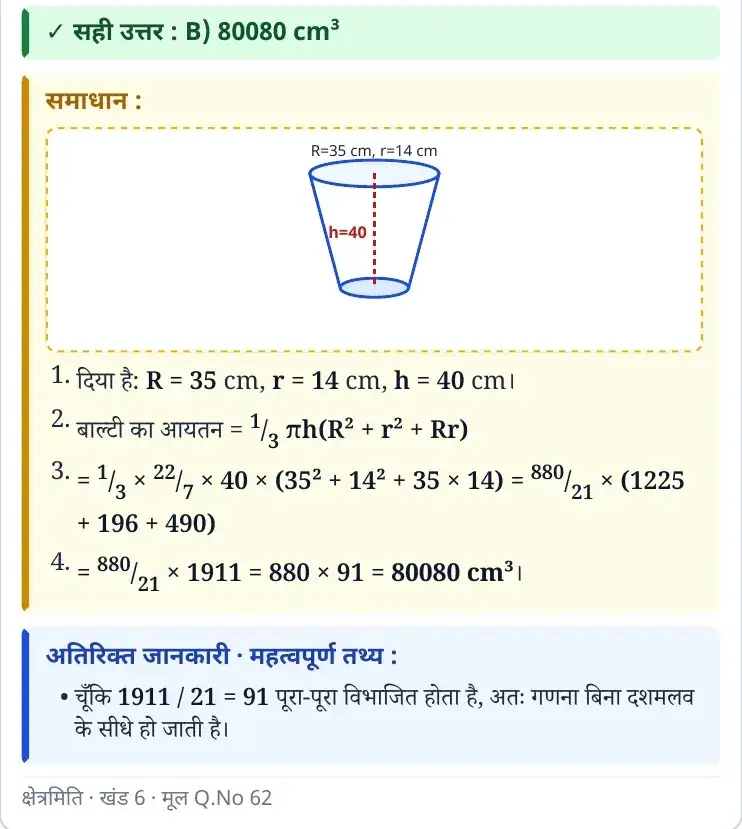 ✓ सही उत्तर : B) 80080 cm³
समाधान :
R=35 cm, r=14 cm
h=40
1. दिया है: R = 35 cm, r = 14 cm, h = 40 cm।
2. बाल्टी का आयतन = ¹/₃ πh(R² + r² + Rr)
3. = ¹/₃ × ²²/₇ × 40 × (35² + 14² + 35 × 14) = ⁸⁸⁰/₂₁ × (1225
+ 196 + 490)
4. = ⁸⁸⁰/₂₁ × 1911 = 880 × 91 = 80080 cm³।
अतिरिक्त जानकारी · महत्वपूर्ण तथ्य :
• चूँकि 1911 / 21 = 91 पूरा-पूरा विभाजित होता है, अतः गणना बिना दशमलव
के सीधे हो जाती है।
क्षेत्रमिति · खंड 6 · मूल Q.No 62